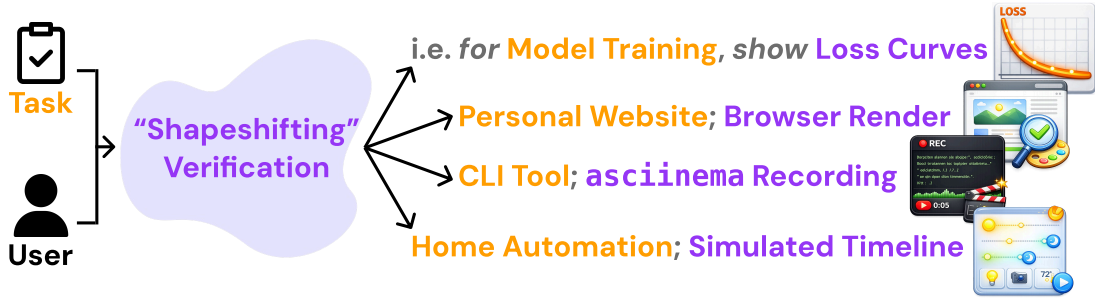 Task
User
“Shapeshifting”
Verification
i.e. for Model Training, show Loss Curves
Personal Website; Browser Render
CLI Tool; asciinema Recording
Home Automation; Simulated Timeline
LOSS
REC
0:05
72°